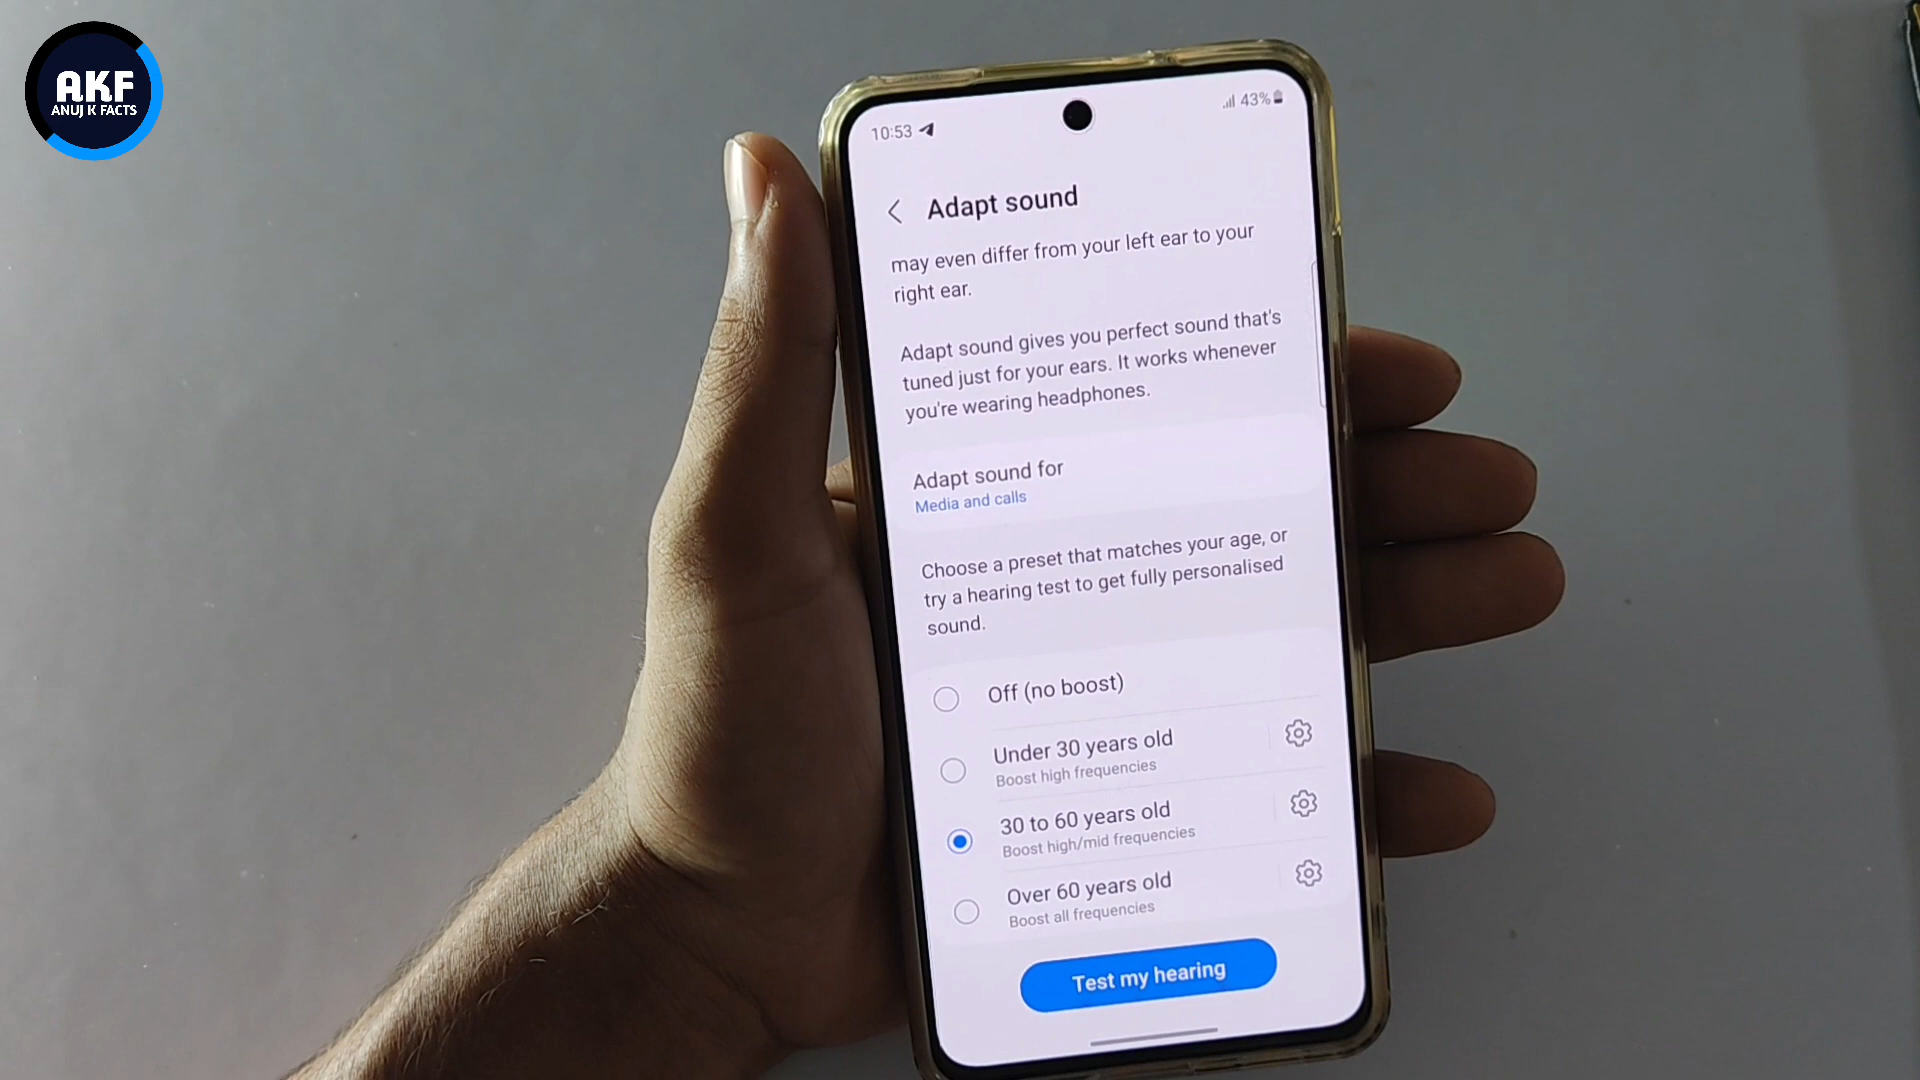 AKF
ANUJ K FACTS
10:53
43%
Adapt sound
may even differ from your left ear to your
right ear.
Adapt sound gives you perfect sound that's
tuned just for your ears. It works whenever
you're wearing headphones.
Adapt sound for
Media and calls
Choose a preset that matches your age, or
try a hearing test to get fully personalised
sound.
Off (no boost)
Under 30 years old
Boost high frequencies
30 to 60 years old
Boost high/mid frequencies
Over 60 years old
Boost all frequencies
Test my hearing